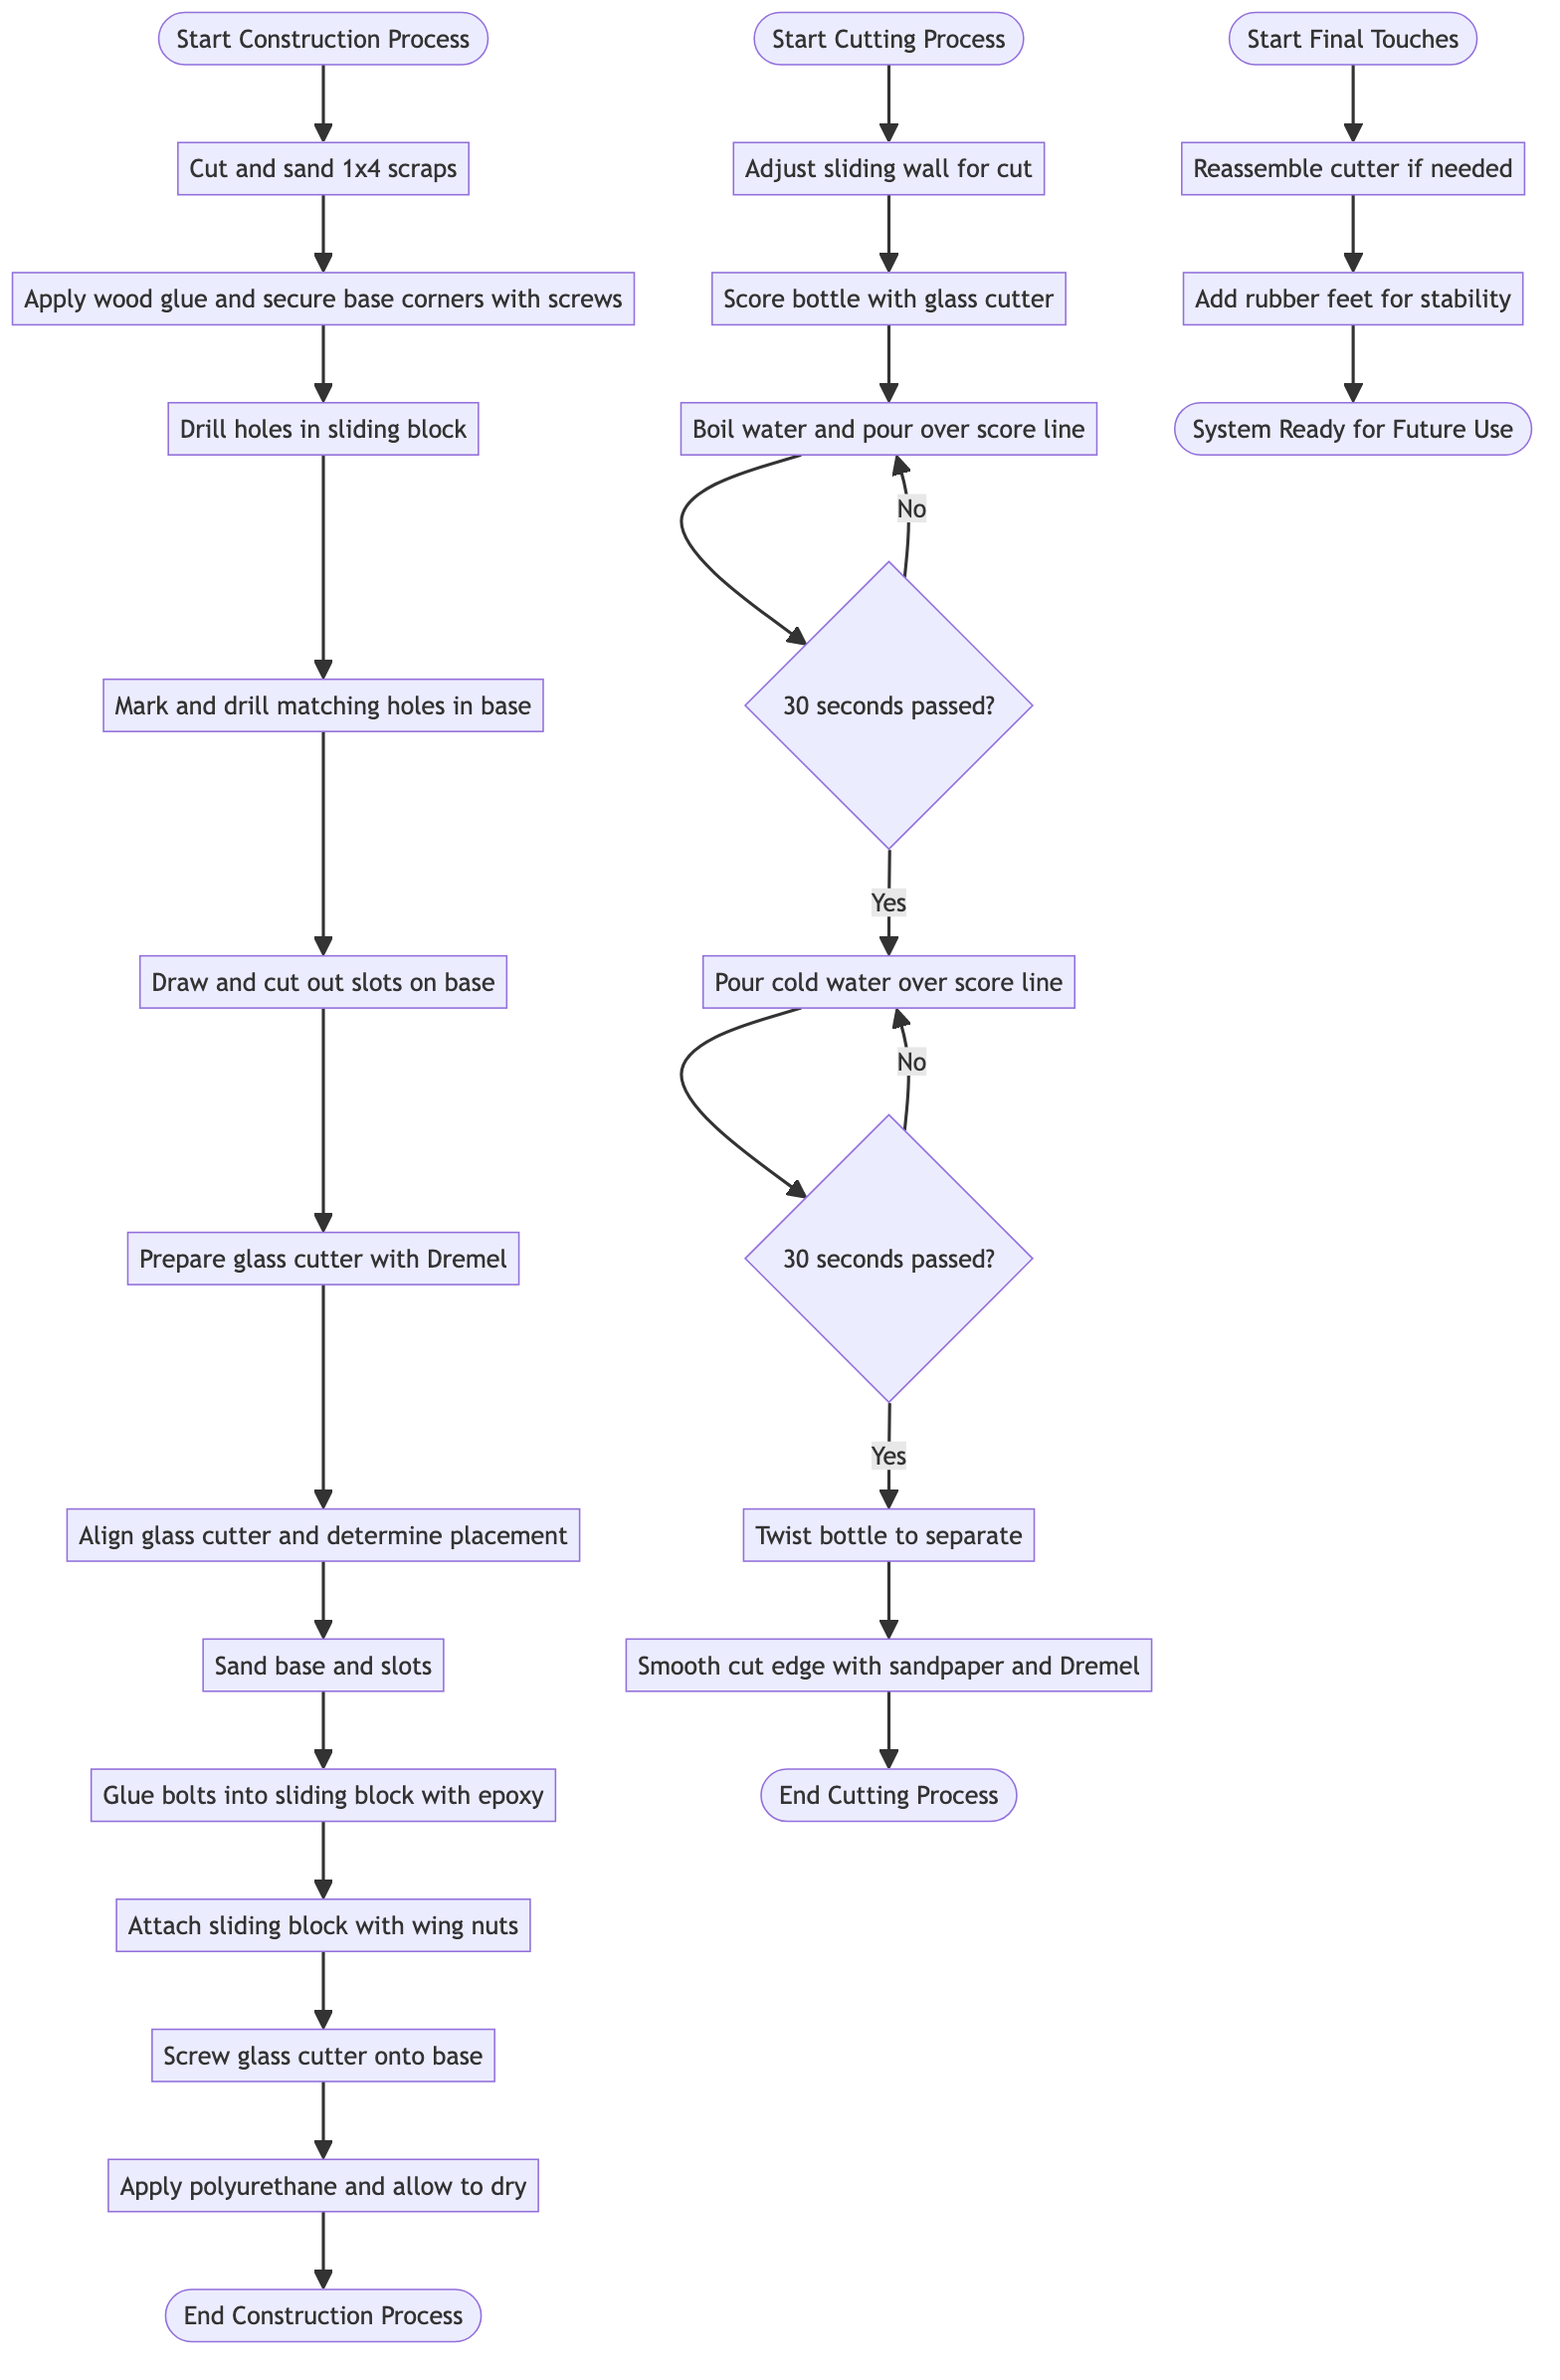 Start Construction Process
Cut and sand 1x4 scraps
Apply wood glue and secure base corners with screws
Drill holes in sliding block
Mark and drill matching holes in base
Draw and cut out slots on base
Prepare glass cutter with Dremel
Align glass cutter and determine placement
Sand base and slots
Glue bolts into sliding block with epoxy
Attach sliding block with wing nuts
Screw glass cutter onto base
Apply polyurethane and allow to dry
End Construction Process
Start Cutting Process
Adjust sliding wall for cut
Score bottle with glass cutter
Boil water and pour over score line
No
30 seconds passed?
Yes
Pour cold water over score line
No
30 seconds passed?
Yes
Twist bottle to separate
Smooth cut edge with sandpaper and Dremel
End Cutting Process
Start Final Touches
Reassemble cutter if needed
Add rubber feet for stability
System Ready for Future Use